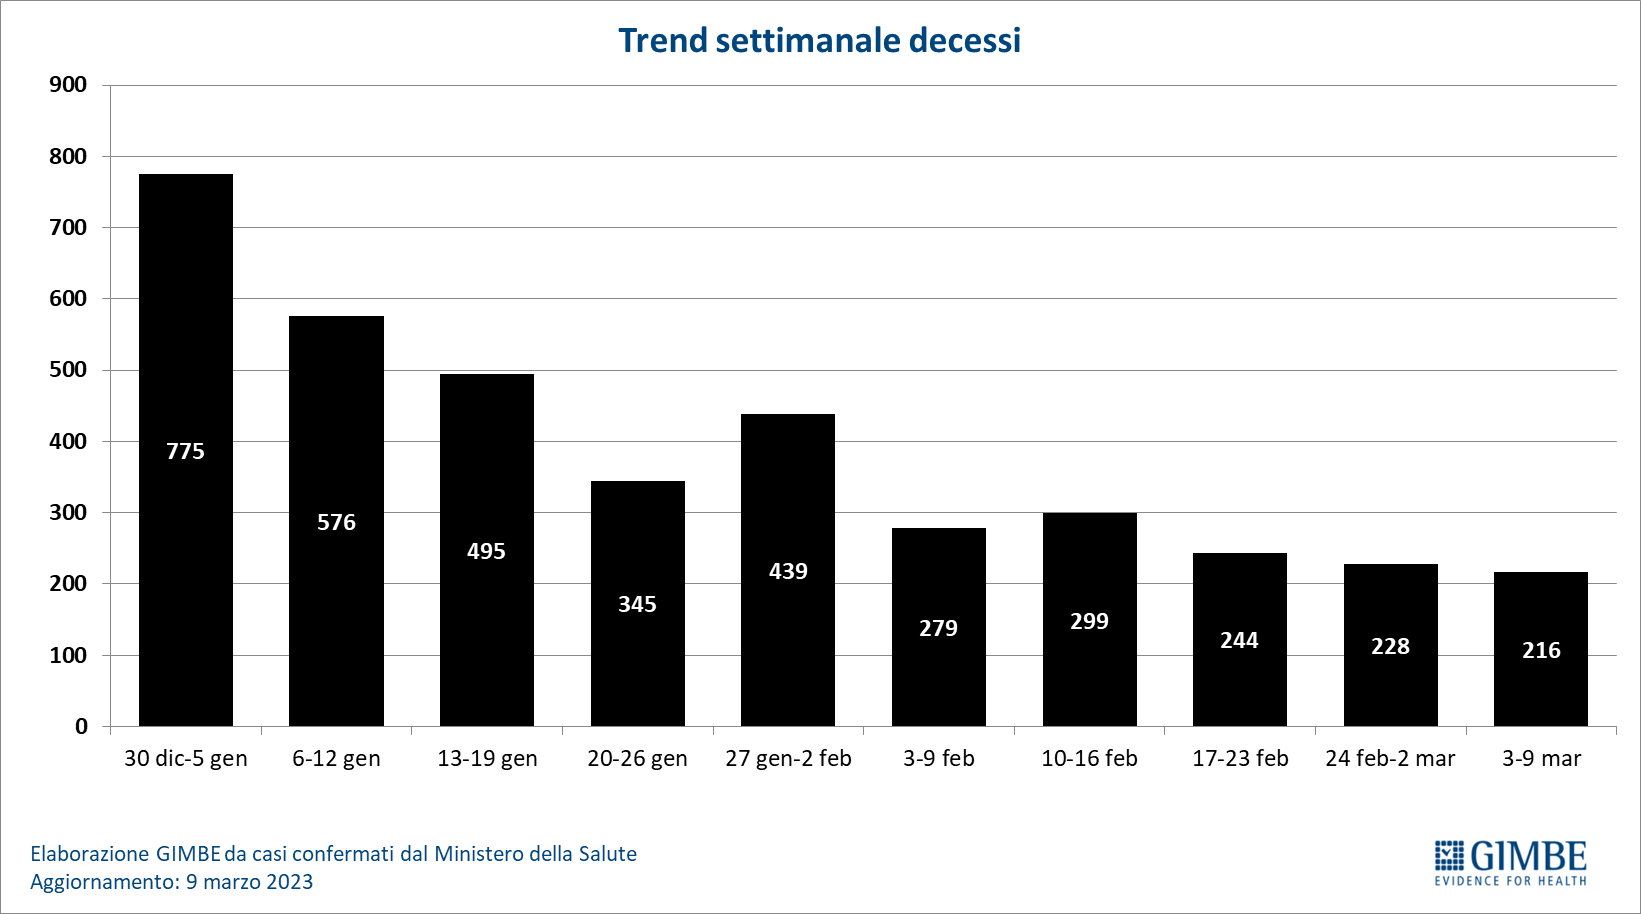 Trend settimanale decessi
900
800
700
600
500
400
300
200
100
0
775
576
495
345
439
279
299
244
228
216
30 dic-5 gen
6-12 gen
13-19 gen
20-26 gen
27 gen-2 feb
3-9 feb
10-16 feb
17-23 feb
24 feb-2 mar
3-9 mar
Elaborazione GIMBE da casi confermati dal Ministero della Salute
Aggiornamento: 9 marzo 2023
GIMBE
EVIDENCE FOR HEALTH